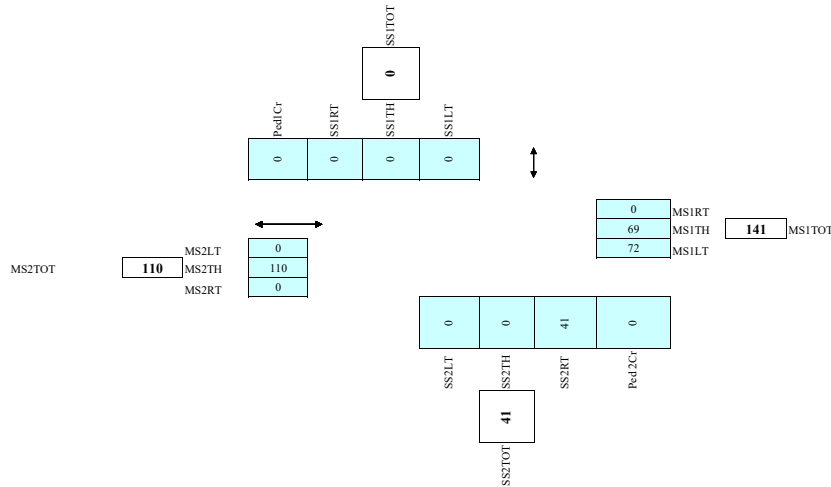 SS1TOT
0
Ped1Cr SS1RT SS1TH SS1LT
0 0 0 0
0 MS1RT
69 MS1TH 141 MS1TOT
72 MS1LT
MS2LT 0
MS2TOT 110 MS2TH 110
MS2RT 0
0 0 41 0
SS2LT SS2TH SS2RT Ped2Cr
41
SS2TOT